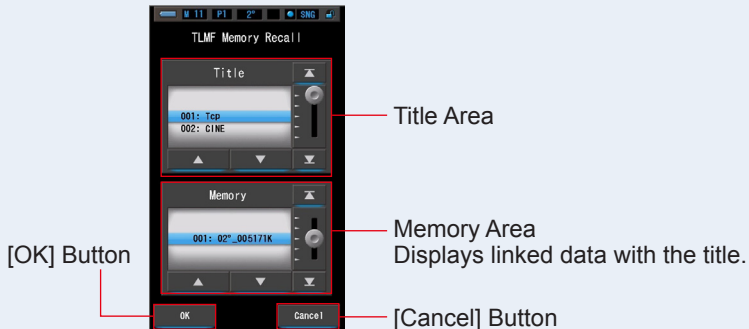 M 11 P1 2° SNG
TLMF Memory Recall
Title
001: Tcp
002: CINE
Title Area
Memory
001: 02°_005171K
Memory Area
Displays linked data with the title.
[OK] Button
OK
Cancel
[Cancel] Button